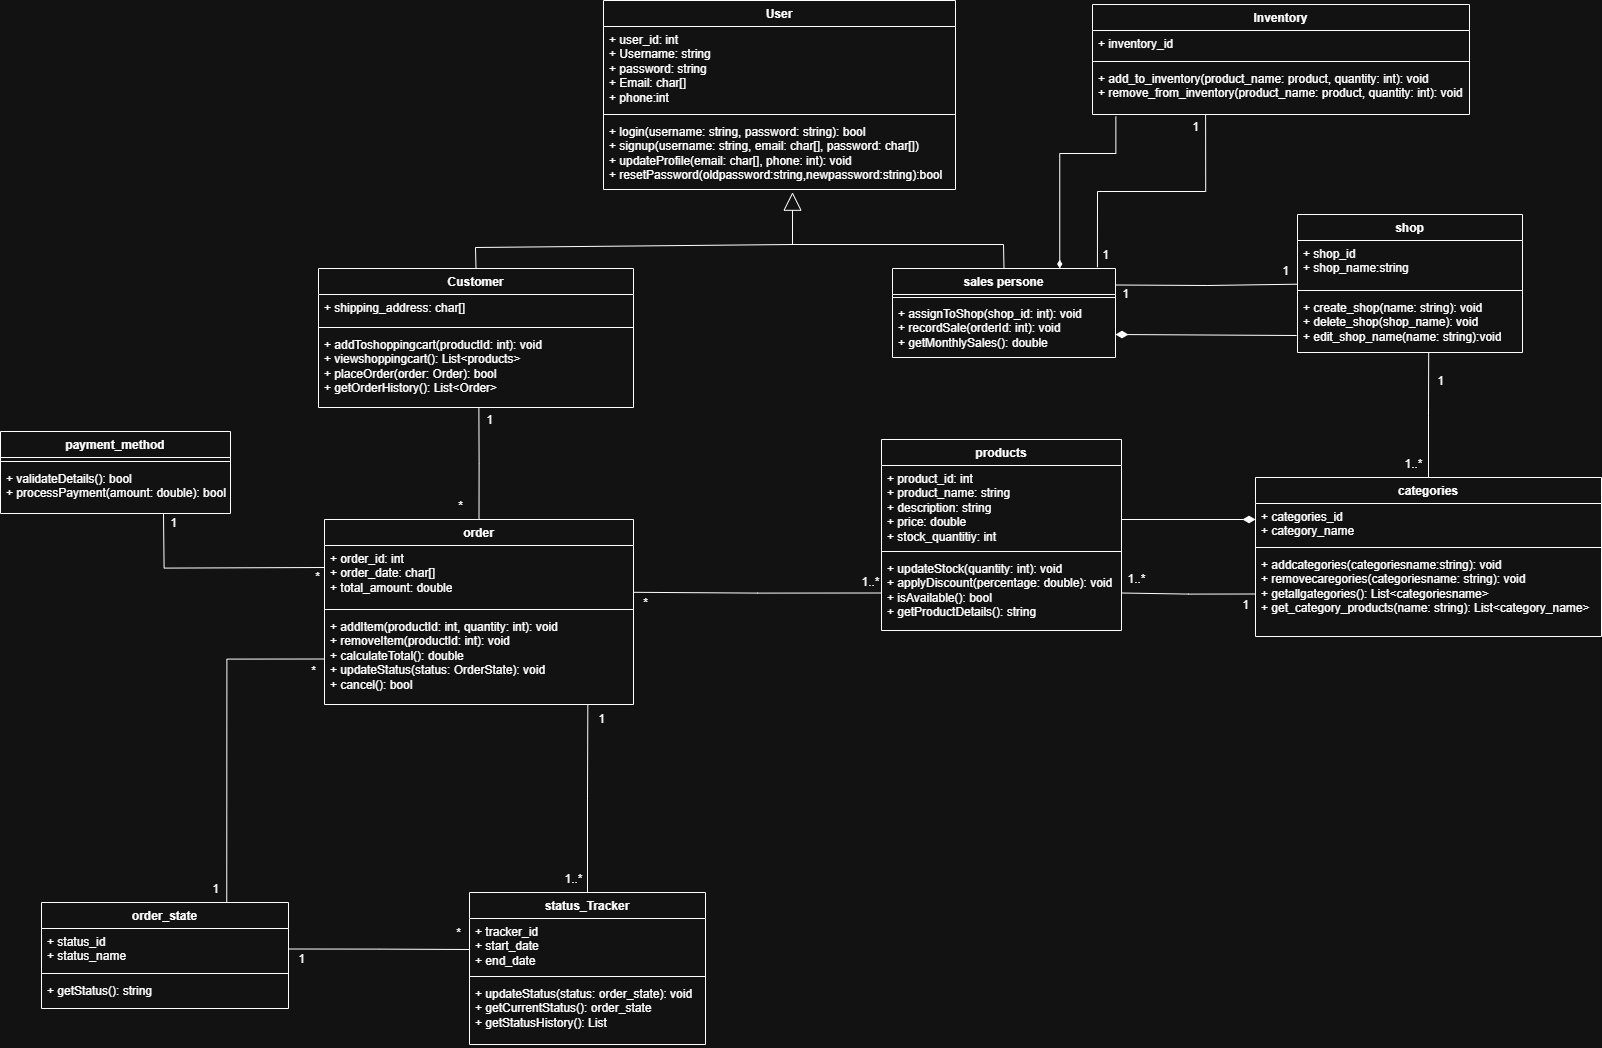 User
+ user_id: int
+ Username: string
+ password: string
+ Email: char[]
+ phone:int
+ login(username: string, password: string): bool
+ signup(username: string, email: char[], password: char[])
+ updateProfile(email: char[], phone: int): void
+ resetPassword(oldpassword:string,newpassword:string):bool
Inventory
+ inventory_id
+ add_to_inventory(product_name: product, quantity: int): void
+ remove_from_inventory(product_name: product, quantity: int): void
1
1
Customer
+ shipping_address: char[]
+ addToshoppingcart(productId: int): void
+ viewshoppingcart(): List<products>
+ placeOrder(order: Order): bool
+ getOrderHistory(): List<Order>
sales persone
+ assignToShop(shop_id: int): void
+ recordSale(orderId: int): void
+ getMonthlySales(): double
1
1
shop
+ shop_id
+ shop_name:string
+ create_shop(name: string): void
+ delete_shop(shop_name): void
+ edit_shop_name(name: string):void
1
1..*
1
*
payment_method
+ validateDetails(): bool
+ processPayment(amount: double): bool
1
*
order
+ order_id: int
+ order_date: char[]
+ total_amount: double
+ addItem(productId: int, quantity: int): void
+ removeItem(productId: int): void
+ calculateTotal(): double
+ updateStatus(status: OrderState): void
+ cancel(): bool
*
1..*
products
+ product_id: int
+ product_name: string
+ description: string
+ price: double
+ stock_quantitiy: int
+ updateStock(quantity: int): void
+ applyDiscount(percentage: double): void
+ isAvailable(): bool
+ getProductDetails(): string
1..*
1
categories
+ categories_id
+ category_name
+ addcategories(categoriesname:string): void
+ removecaregories(categoriesname: string): void
+ getallgategories(): List<categoriesname>
+ get_category_products(name: string): List<category_name>
*
1
1
1..*
order_state
+ status_id
+ status_name
+ getStatus(): string
1
*
status_Tracker
+ tracker_id
+ start_date
+ end_date
+ updateStatus(status: order_state): void
+ getCurrentStatus(): order_state
+ getStatusHistory(): List